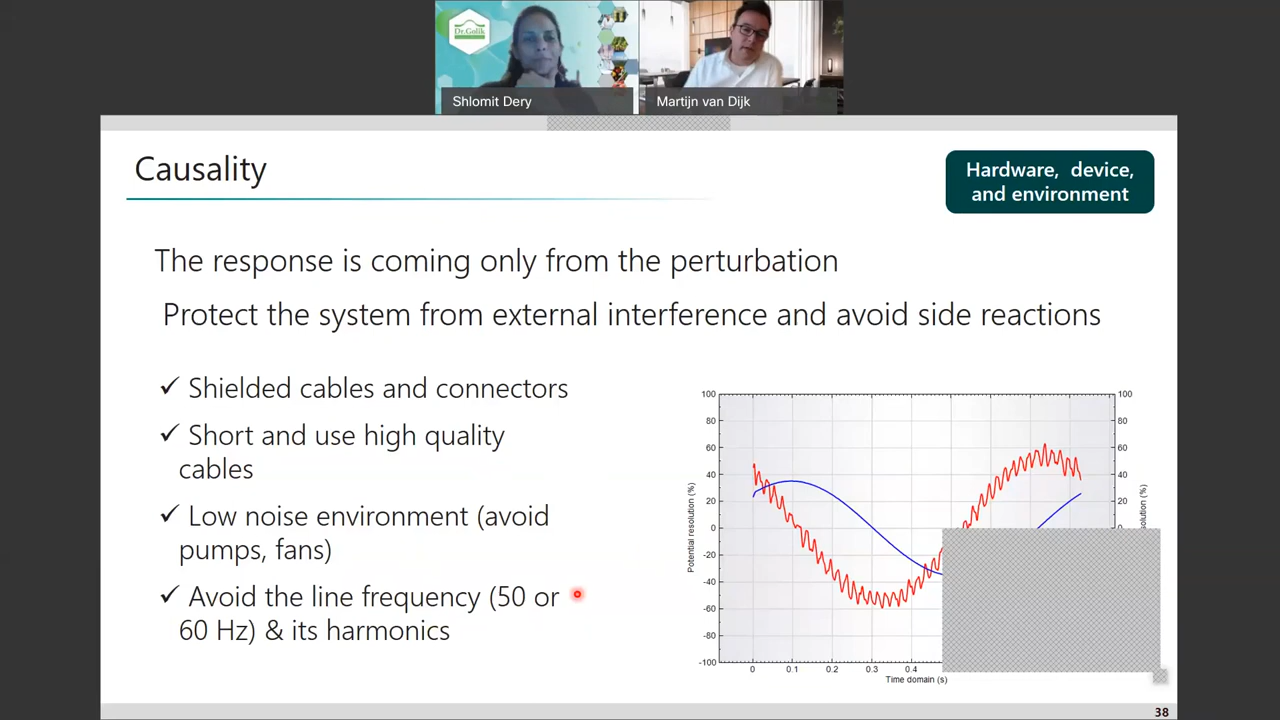 Dr.Golik
Shlomit Dery
Martijn van Dijk
Causality
Hardware, device,
and environment
The response is coming only from the perturbation
Protect the system from external interference and avoid side reactions
✓ Shielded cables and connectors
✓ Short and use high quality
cables
✓ Low noise environment (avoid
pumps, fans)
✓ Avoid the line frequency (50 or
60 Hz) & its harmonics
100
80
60
40
20
0
-20
-40
-60
-80
-100
Potential resolution (%)
100
80
60
40
20
0
solution (%)
0 0.1 0.2 0.3 0.4
Time domain (s)
38